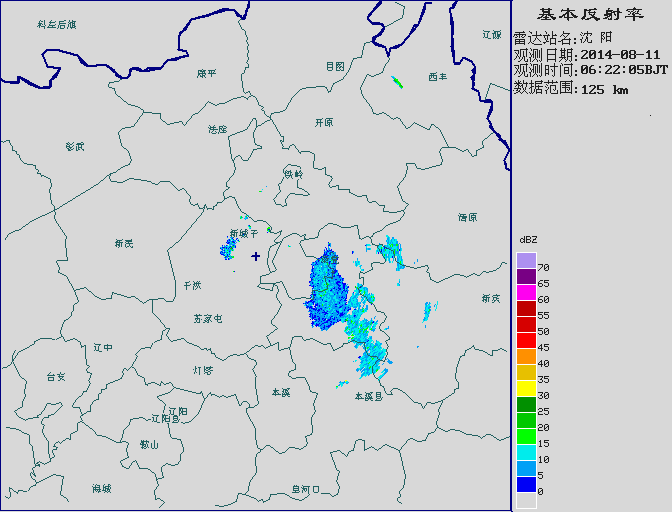 基本反射率
雷达站名:沈 阳
观测日期:2014-08-11
观测时间:06:22:05BJT
数据范围:125 km
科左后旗
辽源
康平
昌图
西丰
法库
开原
彰武
铁岭
清原
新城子
新民
于洪
新宾
苏家屯
辽中
灯塔
台安
本溪
本溪县
辽阳
辽阳县
鞍山
海城
dBZ
70
65
60
55
50
45
40
35
30
25
20
15
10
5
0